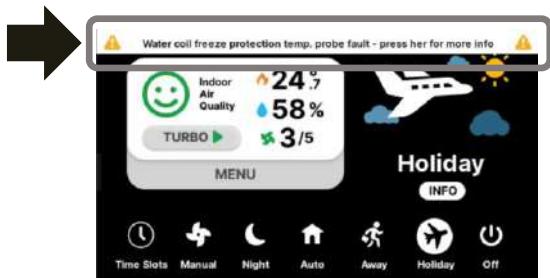 Water coil freeze protection temp. probe fault - press her for more info
Indoor
Air
Quality
24°.7
58%
3/5
TURBO
MENU
Holiday
INFO
Time Slots
Manual
Night
Auto
Away
Holiday
Off